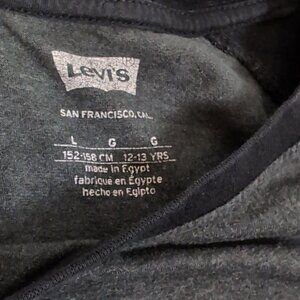 Levi's
SAN FRANCISCO, CAL.
L G G
152-158 CM 12-13 YRS
made in Egypt
fabriqué en Égypte
hecho en Egipto